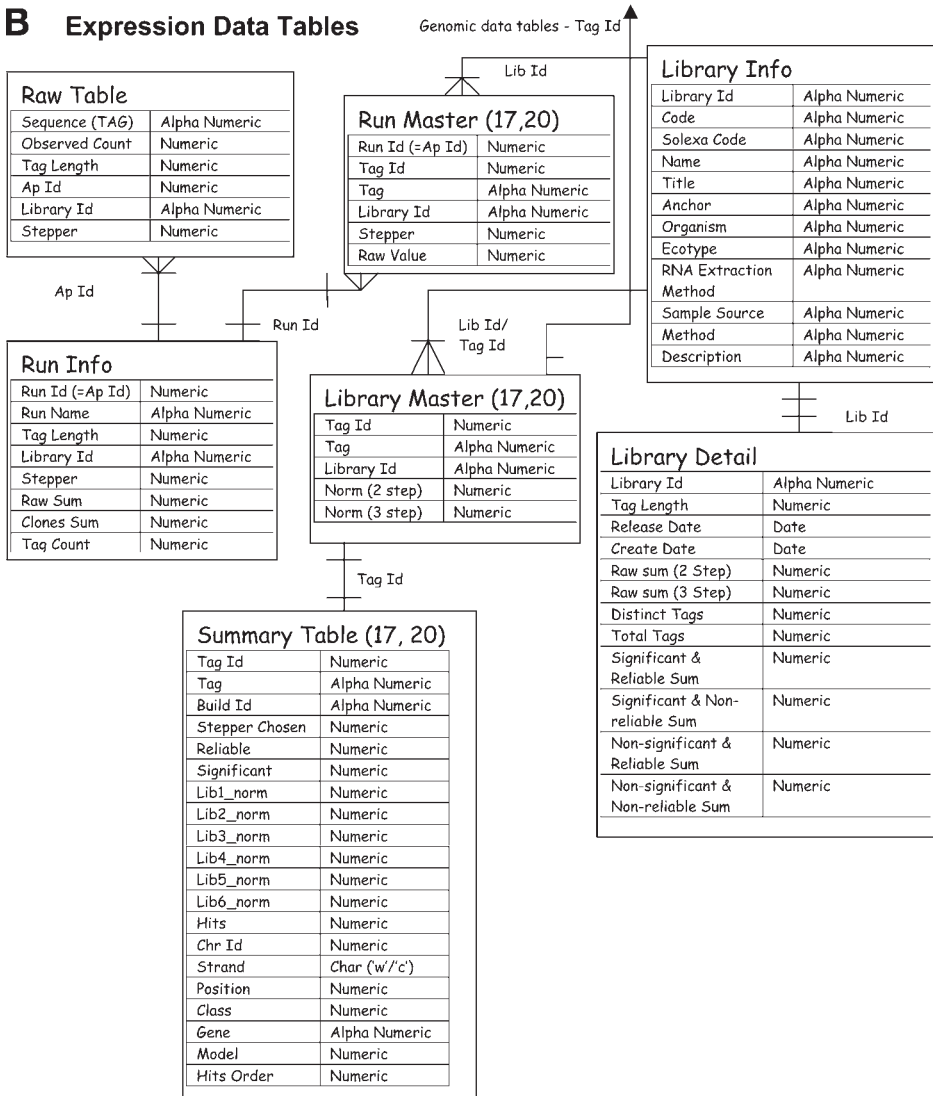 B Expression Data Tables
Genomic data tables - Tag Id
Raw Table
Sequence (TAG) Alpha Numeric
Observed Count Numeric
Tag Length Numeric
Ap Id Numeric
Library Id Alpha Numeric
Stepper Numeric
Lib Id
Run Master (17,20)
Run Id (=Ap Id) Numeric
Tag Id Numeric
Tag Alpha Numeric
Library Id Alpha Numeric
Stepper Numeric
Raw Value Numeric
Library Info
Library Id Alpha Numeric
Code Alpha Numeric
Solexa Code Alpha Numeric
Name Alpha Numeric
Title Alpha Numeric
Anchor Alpha Numeric
Organism Alpha Numeric
Ecotype Alpha Numeric
RNA Extraction Alpha Numeric
Method
Sample Source Alpha Numeric
Method Alpha Numeric
Description Alpha Numeric
Ap Id
Run Id
Lib Id/
Tag Id
Run Info
Run Id (=Ap Id) Numeric
Run Name Alpha Numeric
Tag Length Numeric
Library Id Alpha Numeric
Stepper Numeric
Raw Sum Numeric
Clones Sum Numeric
Tag Count Numeric
Library Master (17,20)
Tag Id Numeric
Tag Alpha Numeric
Library Id Alpha Numeric
Norm (2 step) Numeric
Norm (3 step) Numeric
Lib Id
Library Detail
Library Id Alpha Numeric
Tag Length Numeric
Release Date Date
Create Date Date
Raw sum (2 Step) Numeric
Raw sum (3 Step) Numeric
Distinct Tags Numeric
Total Tags Numeric
Significant & Numeric
Reliable Sum
Significant & Non- Numeric
reliable Sum
Non-significant & Numeric
Reliable Sum
Non-significant & Numeric
Non-reliable Sum
Tag Id
Summary Table (17, 20)
Tag Id Numeric
Tag Alpha Numeric
Build Id Alpha Numeric
Stepper Chosen Numeric
Reliable Numeric
Significant Numeric
Lib1_norm Numeric
Lib2_norm Numeric
Lib3_norm Numeric
Lib4_norm Numeric
Lib5_norm Numeric
Lib6_norm Numeric
Hits Numeric
Chr Id Numeric
Strand Char ('w'/'c')
Position Numeric
Class Numeric
Gene Alpha Numeric
Model Numeric
Hits Order Numeric